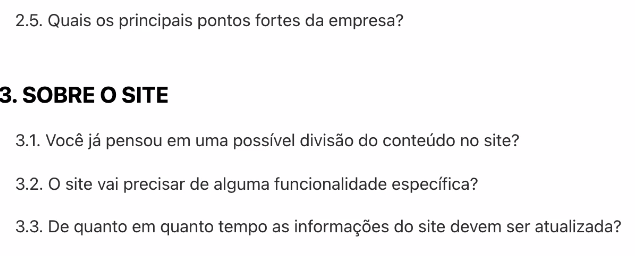 2.5. Quais os principais pontos fortes da empresa?
3. SOBRE O SITE
3.1. Você já pensou em uma possível divisão do conteúdo no site?
3.2. O site vai precisar de alguma funcionalidade específica?
3.3. De quanto em quanto tempo as informações do site devem ser atualizada?